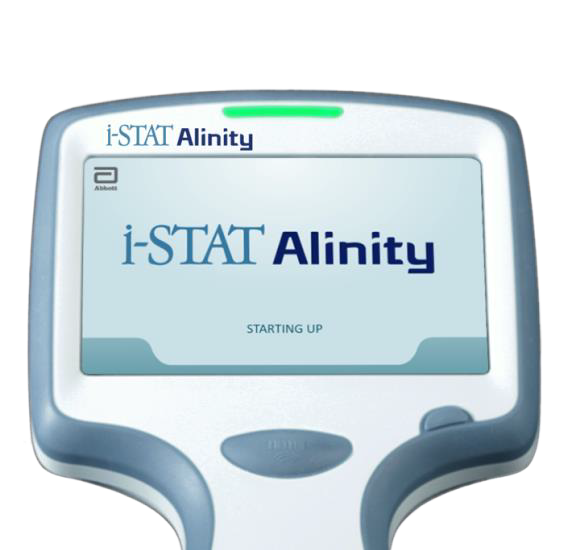 i-STAT Alinity
Abbott
i-STAT Alinity
STARTING UP